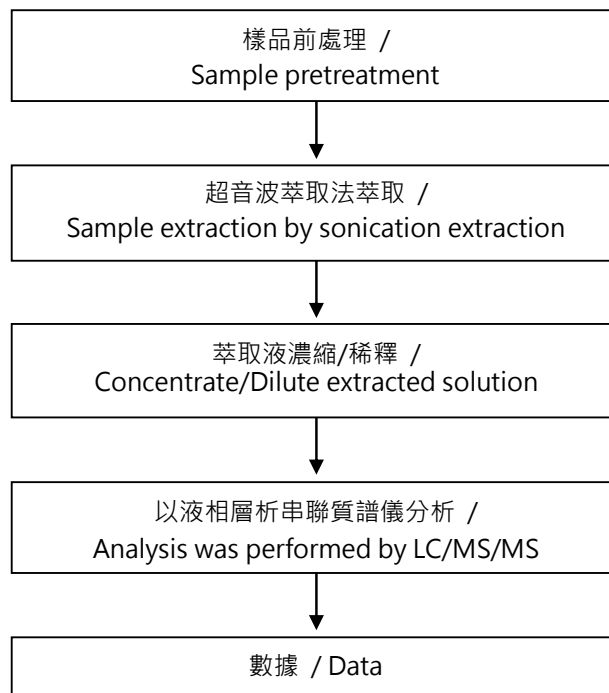 樣品前處理 /
Sample pretreatment
超音波萃取法萃取 /
Sample extraction by sonication extraction
萃取液濃縮/稀釋 /
Concentrate/Dilute extracted solution
以液相層析串聯質譜儀分析 /
Analysis was performed by LC/MS/MS
數據 / Data